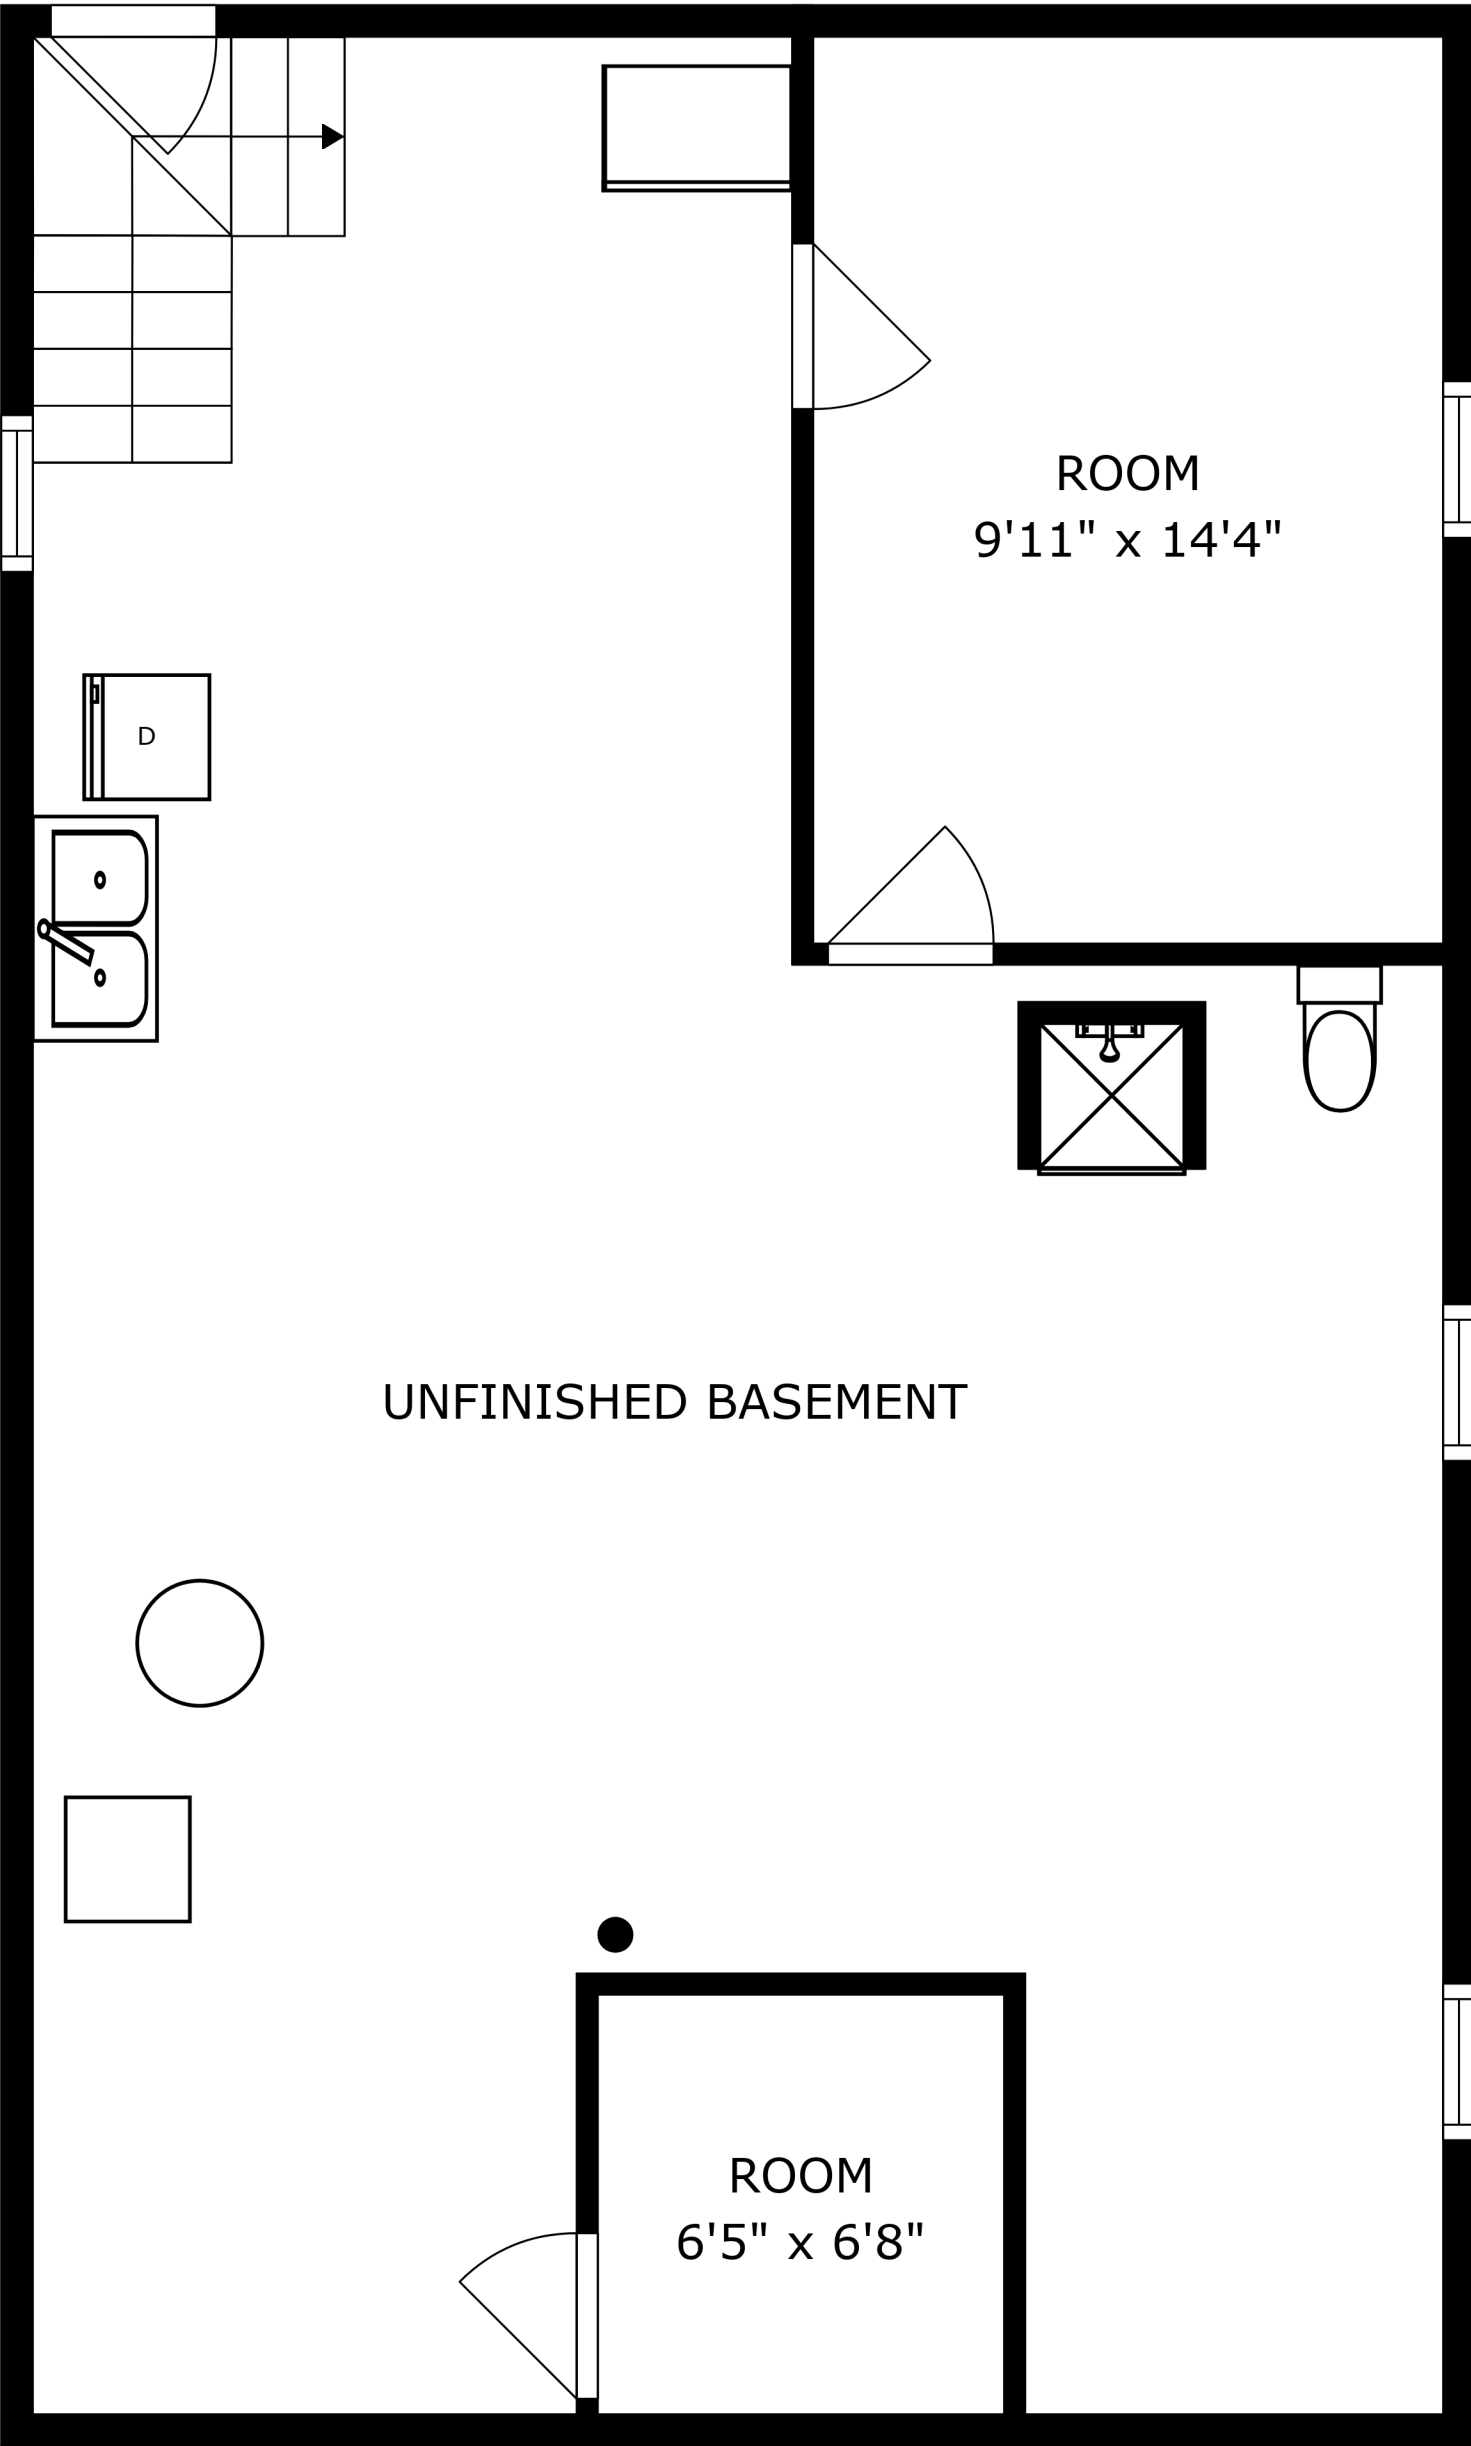 ROOM
9'11" x 14'4"
D
UNFINISHED BASEMENT
ROOM
6'5" x 6'8"